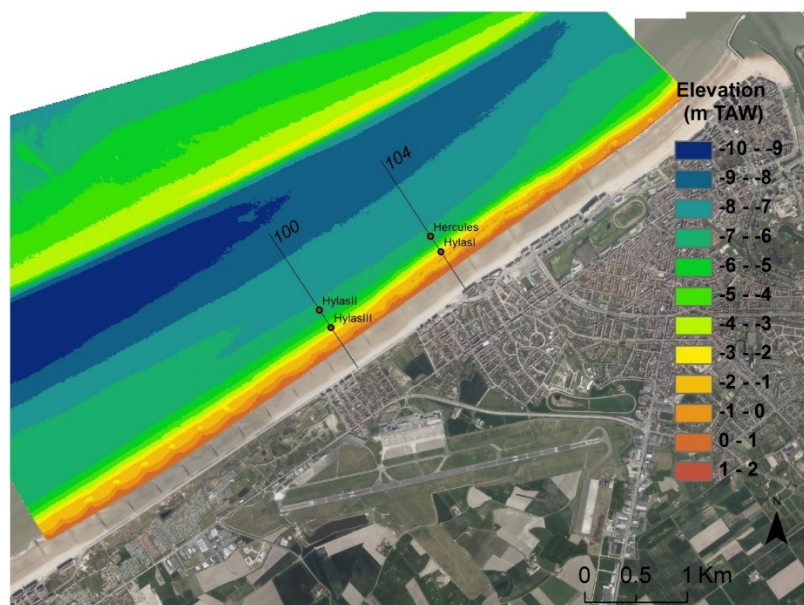 Elevation
(m TAW)
-10 - -9
-9 - -8
-8 - -7
-7 - -6
-6 - -5
-5 - -4
-4 - -3
-3 - -2
-2 - -1
-1 - 0
0 - 1
1 - 2
104
100
Hercules
HylasI
HylasII
HylasIII
N
0 0.5 1 Km